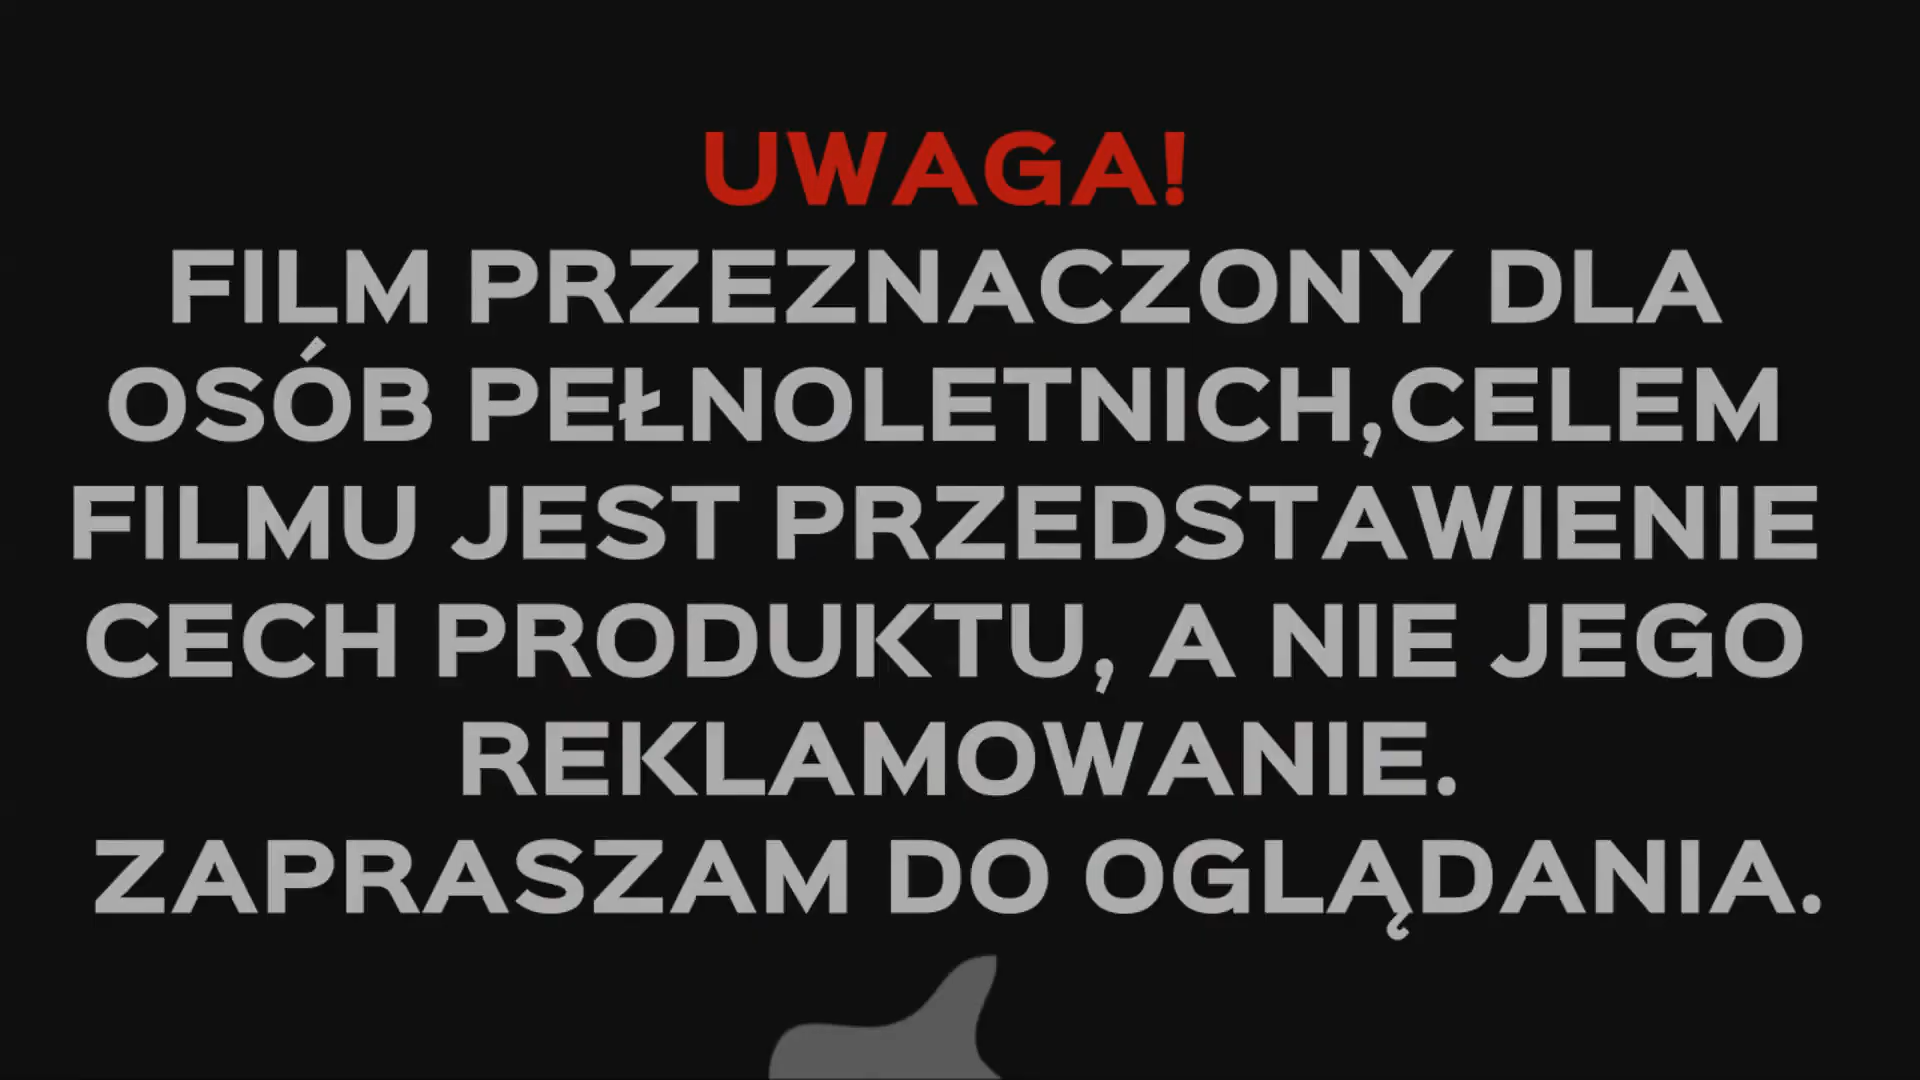 UWAGA!
FILM PRZEZNACZONY DLA
OSÓB PEŁNOLETNICH,CELEM
FILMU JEST PRZEDSTAWIENIE
CECH PRODUKTU, A NIE JEGO
REKLAMOWANIE.
ZAPRASZAM DO OGLĄDANIA.